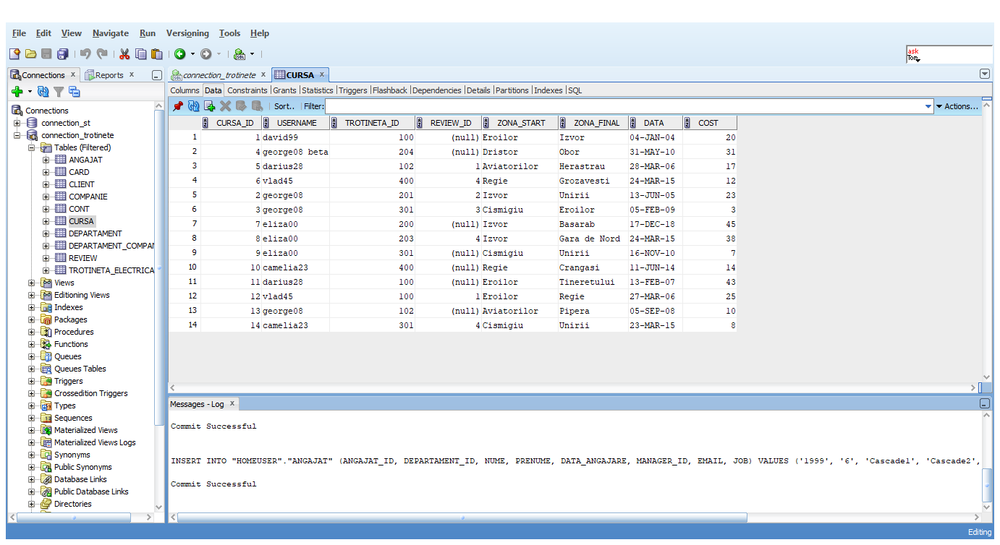 File Edit View Navigate Run Versioning Tools Help
ask
Tom
Connections x Reports x
connection_trotinete x CURSA x
Columns Data Constraints Grants Statistics Triggers Flashback Dependencies Details Partitions Indexes SQL
Sort.. Filter: Actions...
Connections
connection_st
connection_trotinete
Tables (Filtered)
ANGAJAT
CARD
CLIENT
COMPANIE
CONT
CURSA
DEPARTAMENT
DEPARTAMENT_COMPAN
REVIEW
TROTINETA_ELECTRICA
Views
Editioning Views
Indexes
Packages
Procedures
Functions
Queues
Queues Tables
Triggers
Crossedition Triggers
Types
Sequences
Materialized Views
Materialized Views Logs
Synonyms
Public Synonyms
Database Links
Public Database Links
Directories
CURSA_ID USERNAME TROTINETA_ID REVIEW_ID ZONA_START ZONA_FINAL DATA COST
1 1 david99 100 (null) Eroilor Izvor 04-JAN-04 20
2 4 george08 beta 204 (null) Dristor Obor 31-MAY-10 31
3 5 darius28 102 1 Aviatorilor Herastrau 28-MAR-06 17
4 6 vlad45 400 4 Regie Grozavesti 24-MAR-15 12
5 2 george08 201 2 Izvor Unirii 13-JUN-05 23
6 3 george08 301 3 Cismigiu Eroilor 05-FEB-09 3
7 7 eliza00 200 (null) Izvor Basarab 17-DEC-18 45
8 8 eliza00 203 4 Izvor Gara de Nord 24-MAR-15 38
9 9 eliza00 301 (null) Cismigiu Unirii 16-NOV-10 7
10 10 camelia23 400 (null) Regie Crangasi 11-JUN-14 14
11 11 darius28 100 (null) Eroilor Tineretului 13-FEB-07 43
12 12 vlad45 100 1 Eroilor Regie 27-MAR-06 25
13 13 george08 102 (null) Aviatorilor Pipera 05-SEP-08 10
14 14 camelia23 301 4 Cismigiu Unirii 23-MAR-15 8
Messages - Log x
Commit Successful
INSERT INTO "HOMEUSER"."ANGAJAT" (ANGAJAT_ID, DEPARTAMENT_ID, NUME, PRENUME, DATA_ANGAJARE, MANAGER_ID, EMAIL, JOB) VALUES ('1999', '6', 'Cascade1', 'Cascade2',
Commit Successful
Editing